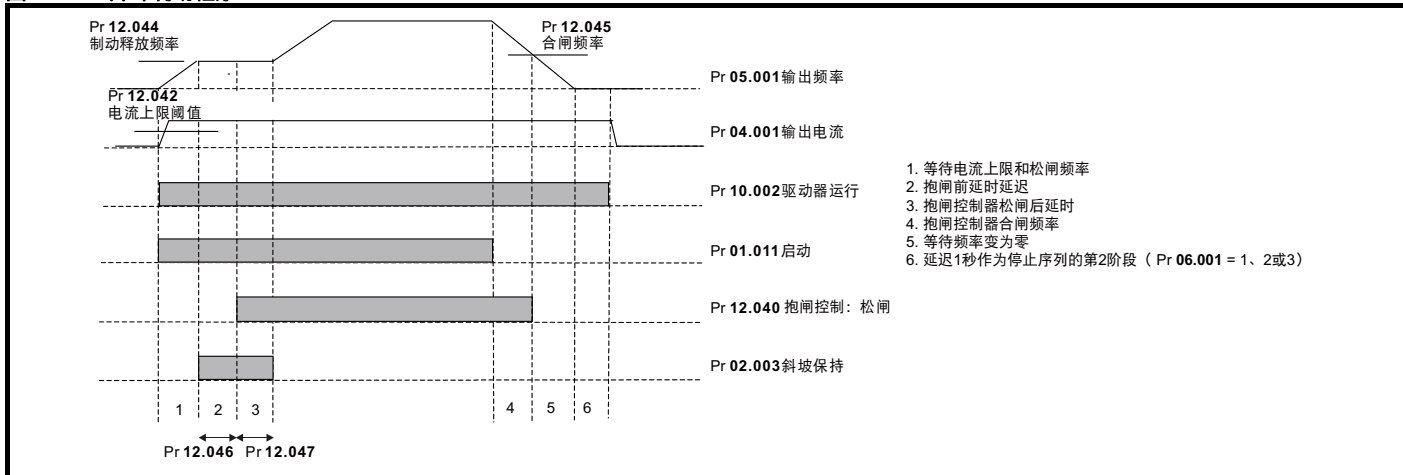 Pr 12.044
制动释放频率
Pr 12.045
合闸频率
Pr 05.001输出频率
Pr 12.042
电流上限阈值
Pr 04.001输出电流
Pr 10.002驱动器运行
Pr 01.011启动
Pr 12.040 抱闸控制：松闸
Pr 02.003斜坡保持
1. 等待电流上限和松闸频率
2. 抱闸前延时延迟
3. 抱闸控制器松闸后延时
4. 抱闸控制器合闸频率
5. 等待频率变为零
6. 延迟1秒作为停止序列的第2阶段（ Pr 06.001 = 1、2或3）
1 2 3 4 5 6
Pr 12.046 Pr 12.047